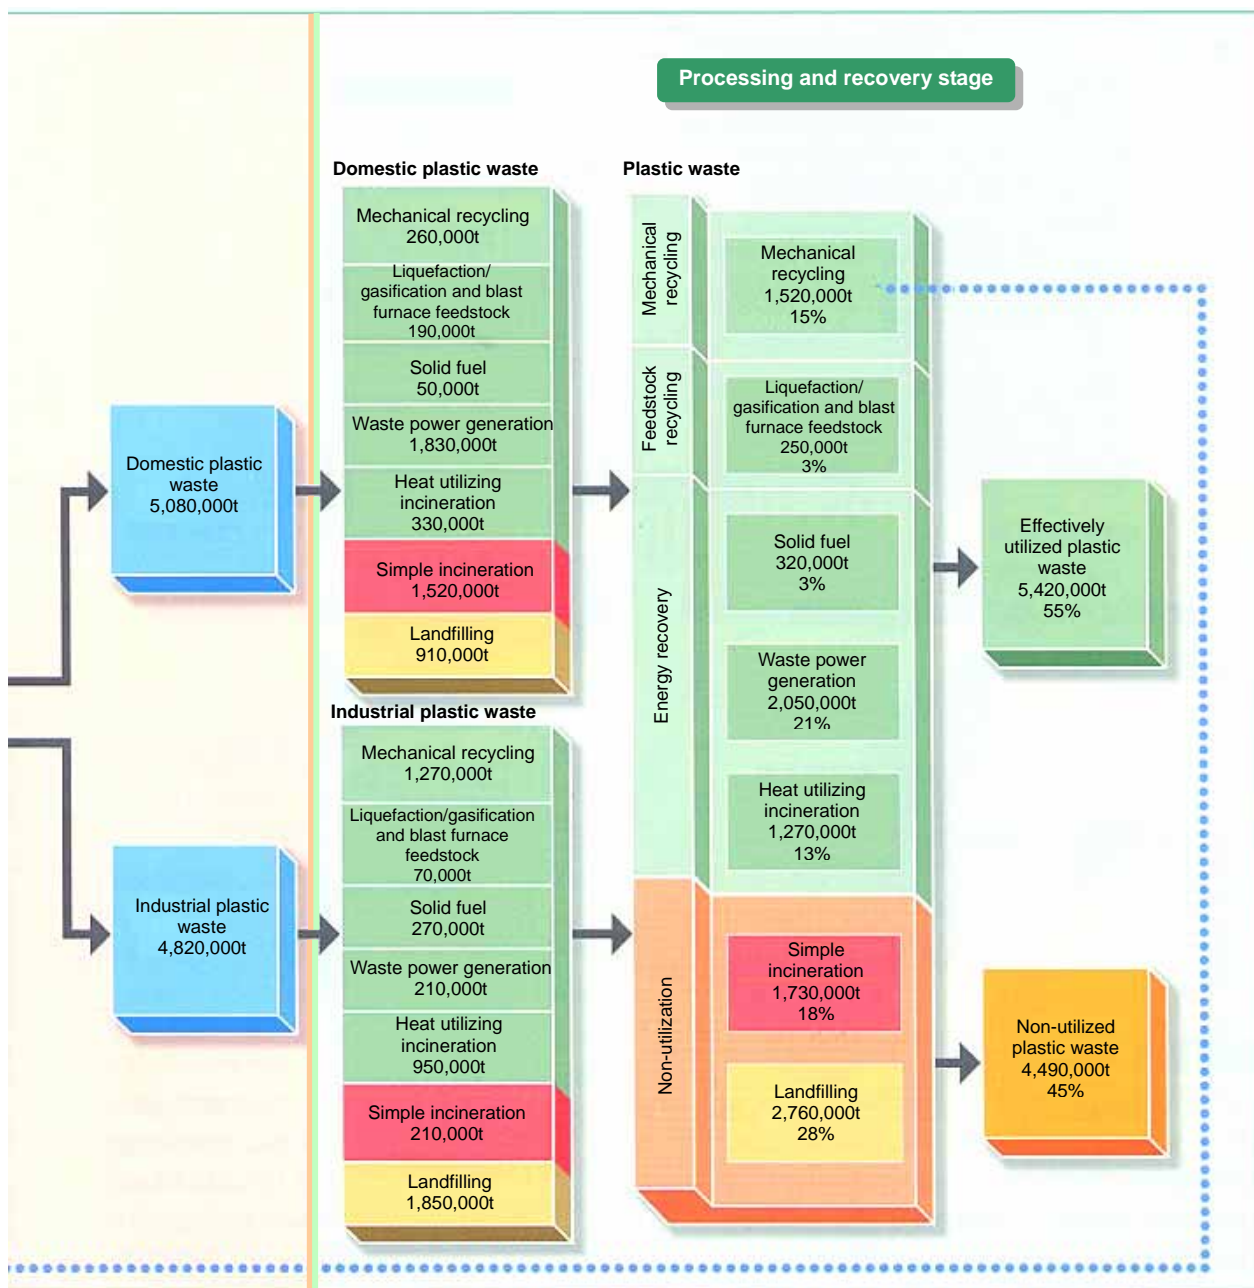 Processing and recovery stage
Domestic plastic waste
Mechanical recycling
260,000t
Liquefaction/
gasification and blast
furnace feedstock
190,000t
Solid fuel
50,000t
Waste power generation
1,830,000t
Heat utilizing
incineration
330,000t
Simple incineration
1,520,000t
Landfilling
910,000t
Domestic plastic
waste
5,080,000t
Industrial plastic waste
Mechanical recycling
1,270,000t
Liquefaction/gasification
and blast furnace
feedstock
70,000t
Solid fuel
270,000t
Waste power generation
210,000t
Heat utilizing
incineration
950,000t
Simple incineration
210,000t
Landfilling
1,850,000t
Industrial plastic
waste
4,820,000t
Plastic waste
Mechanical
recycling
Mechanical
recycling
1,520,000t
15%
Feedstock
recycling
Liquefaction/
gasification and blast
furnace feedstock
250,000t
3%
Energy recovery
Solid fuel
320,000t
3%
Waste power
generation
2,050,000t
21%
Heat utilizing
incineration
1,270,000t
13%
Non-utilization
Simple
incineration
1,730,000t
18%
Landfilling
2,760,000t
28%
Effectively
utilized plastic
waste
5,420,000t
55%
Non-utilized
plastic waste
4,490,000t
45%